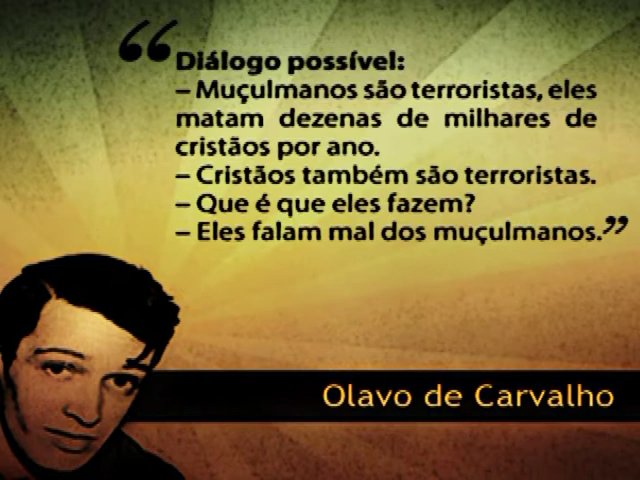 “Diálogo possível:
– Muçulmanos são terroristas, eles
matam dezenas de milhares de
cristãos por ano.
– Cristãos também são terroristas.
– Que é que eles fazem?
– Eles falam mal dos muçulmanos.”
Olavo de Carvalho